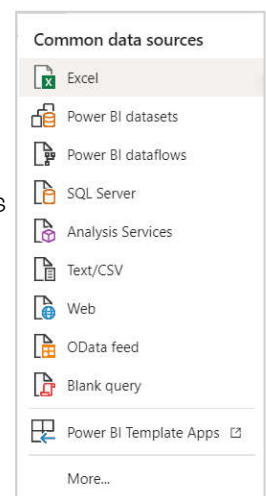 Common data sources
Excel
Power BI datasets
Power BI dataflows
s
SQL Server
Analysis Services
Text/CSV
Web
OData feed
Blank query
Power BI Template Apps
More...